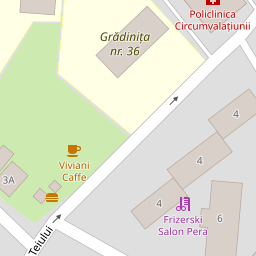 Policlinica
Circumvalațiunii
Grădinița
nr. 36
4
4
Viviani
Caffe
3A
4
Frizerski
Salon Pera
6
Teiului